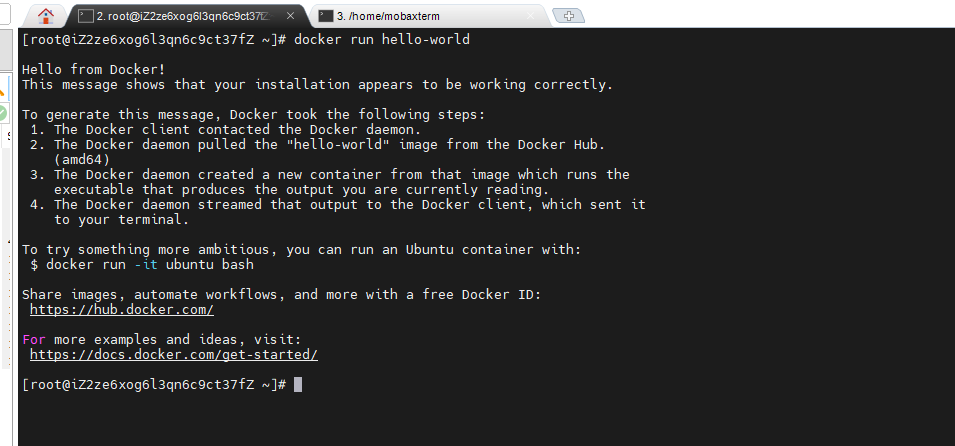 2. root@iZ2ze6xog6l3qn6c9ct37fZ
3. /home/mobaxterm
[root@iZ2ze6xog6l3qn6c9ct37fZ ~]# docker run hello-world
Hello from Docker!
This message shows that your installation appears to be working correctly.
To generate this message, Docker took the following steps:
1. The Docker client contacted the Docker daemon.
2. The Docker daemon pulled the "hello-world" image from the Docker Hub.
(amd64)
3. The Docker daemon created a new container from that image which runs the
executable that produces the output you are currently reading.
4. The Docker daemon streamed that output to the Docker client, which sent it
to your terminal.
To try something more ambitious, you can run an Ubuntu container with:
$ docker run -it ubuntu bash
Share images, automate workflows, and more with a free Docker ID:
https://hub.docker.com/
For more examples and ideas, visit:
https://docs.docker.com/get-started/
[root@iZ2ze6xog6l3qn6c9ct37fZ ~]#